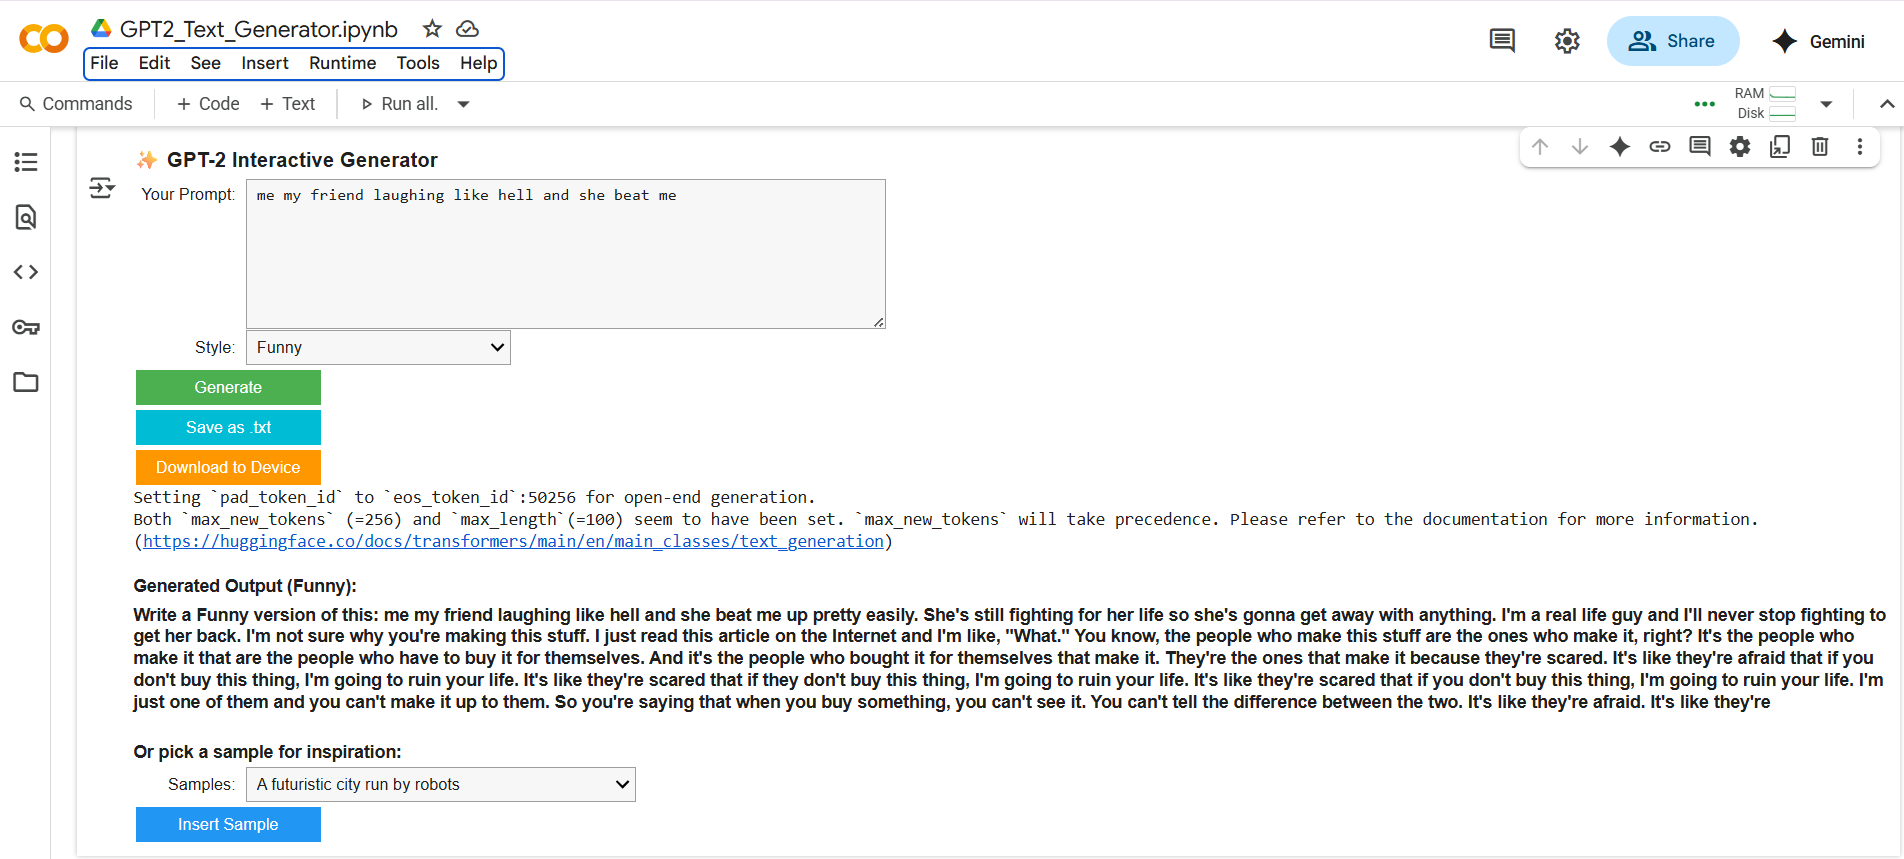 GPT2_Text_Generator.ipynb
File Edit See Insert Runtime Tools Help
Share
Gemini
Commands + Code + Text Run all.
RAM
Disk
✨ GPT-2 Interactive Generator
Your Prompt: me my friend laughing like hell and she beat me
Style: Funny
Generate
Save as .txt
Download to Device
Setting `pad_token_id` to `eos_token_id`:50256 for open-end generation.
Both `max_new_tokens` (=256) and `max_length`(=100) seem to have been set. `max_new_tokens` will take precedence. Please refer to the documentation for more information.
(https://huggingface.co/docs/transformers/main/en/main_classes/text_generation)
Generated Output (Funny):
Write a Funny version of this: me my friend laughing like hell and she beat me up pretty easily. She's still fighting for her life so she's gonna get away with anything. I'm a real life guy and I'll never stop fighting to
get her back. I'm not sure why you're making this stuff. I just read this article on the Internet and I'm like, "What." You know, the people who make this stuff are the ones who make it, right? It's the people who
make it that are the people who have to buy it for themselves. And it's the people who bought it for themselves that make it. They're the ones that make it because they're scared. It's like they're afraid that if you
don't buy this thing, I'm going to ruin your life. It's like they're scared that if they don't buy this thing, I'm going to ruin your life. It's like they're scared that if you don't buy this thing, I'm going to ruin your life. I'm
just one of them and you can't make it up to them. So you're saying that when you buy something, you can't see it. You can't tell the difference between the two. It's like they're afraid. It's like they're
Or pick a sample for inspiration:
Samples: A futuristic city run by robots
Insert Sample